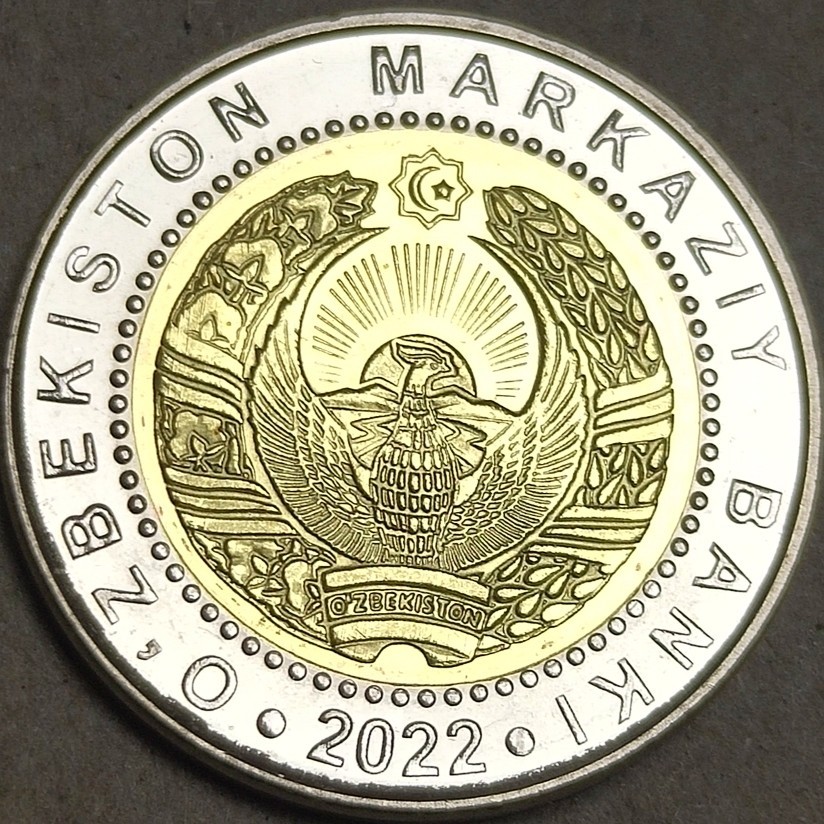 O'ZBEKISTON MARKAZIY BANKI
• 2022 •
O'ZBEKISTON